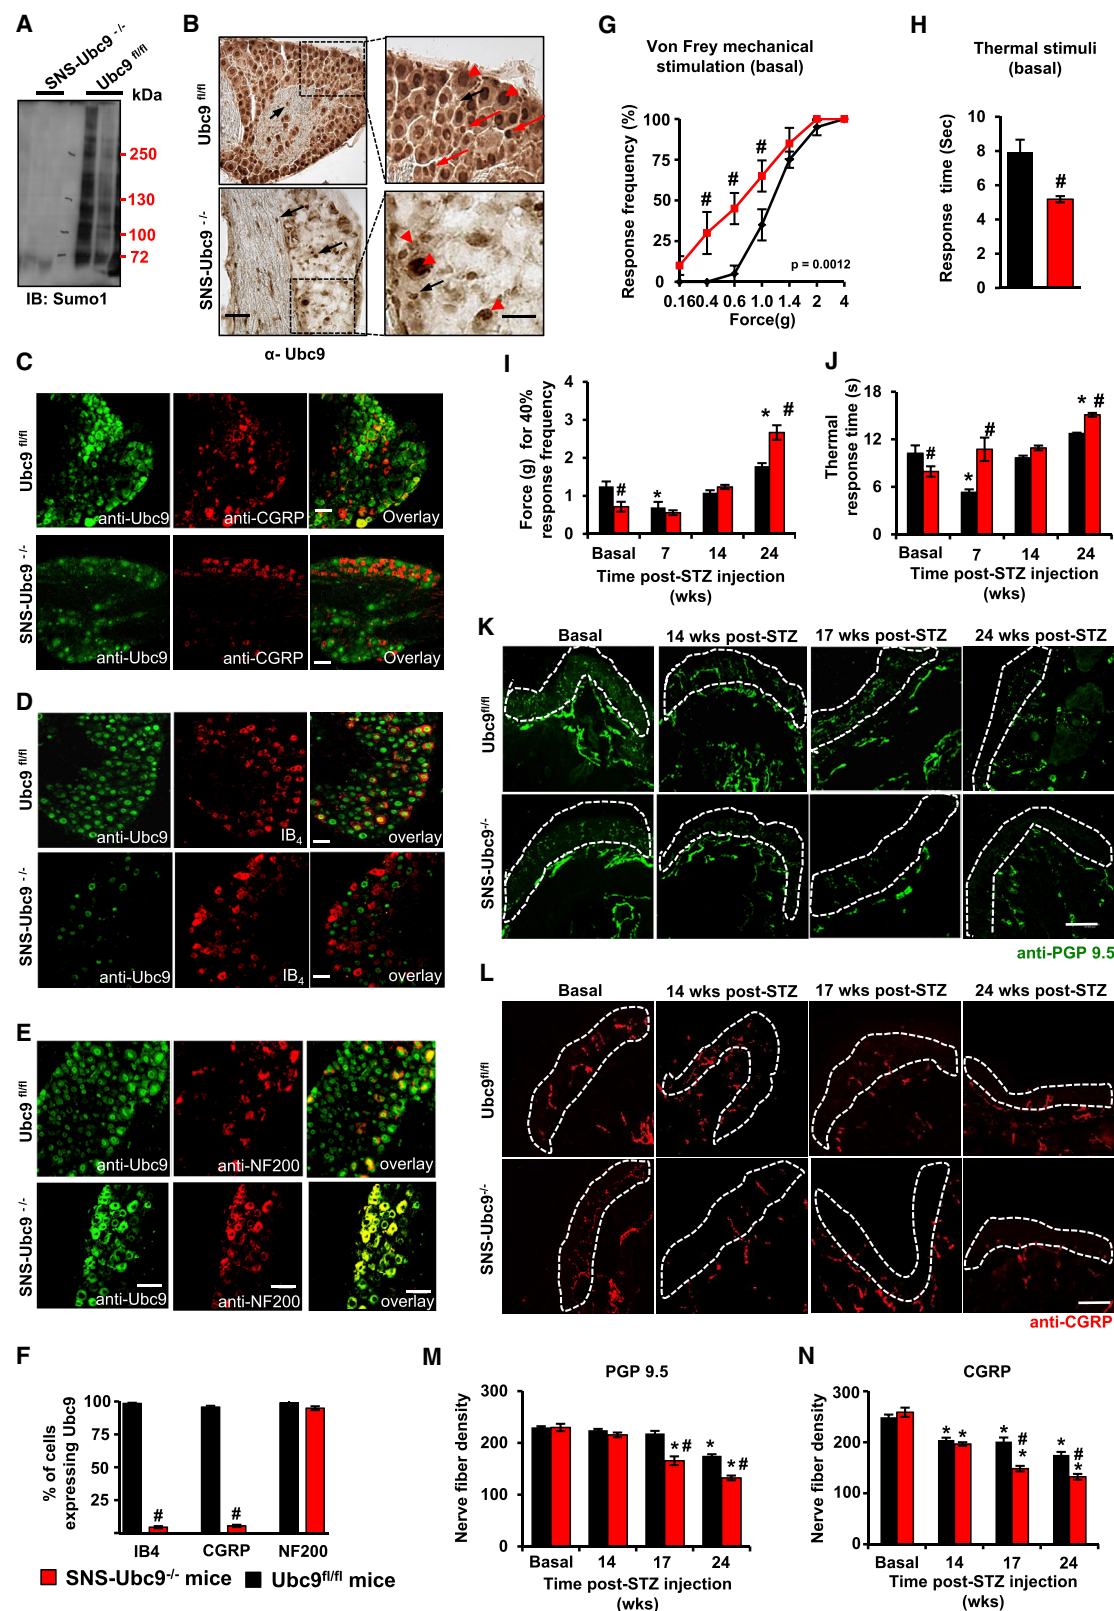 A
SNS-Ubc9 -/-
Ubc9 fl/fl
kDa
250
130
100
72
IB: Sumo1
B
Ubc9 fl/fl
SNS-Ubc9 -/-
α- Ubc9
C
Ubc9 fl/fl
anti-Ubc9
anti-CGRP
Overlay
SNS-Ubc9 -/-
anti-Ubc9
anti-CGRP
Overlay
D
Ubc9 fl/fl
anti-Ubc9
IB4
overlay
SNS-Ubc9 -/-
anti-Ubc9
IB4
overlay
E
Ubc9 fl/fl
anti-Ubc9
anti-NF200
overlay
SNS-Ubc9 -/-
anti-Ubc9
anti-NF200
overlay
F
% of cells
expressing Ubc9
100
75
50
25
#
#
IB4 CGRP NF200
SNS-Ubc9-/- mice
Ubc9fl/fl mice
G
Von Frey mechanical
stimulation (basal)
Response frequency (%)
100
75
50
25
0
# # #
p = 0.0012
0.16 0.4 0.6 1.0 1.4 2 4
Force(g)
H
Thermal stimuli
(basal)
Response time (Sec)
10
8
6
4
2
0
#
I
Force (g) for 40%
response frequency
4
3
2
1
0
# * * #
Basal 7 14 24
Time post-STZ injection
(wks)
J
Thermal
response time (s)
18
12
6
0
# * # * #
Basal 7 14 24
Time post-STZ injection
(wks)
K
Basal
14 wks post-STZ
17 wks post-STZ
24 wks post-STZ
Ubc9fl/fl
SNS-Ubc9-/-
anti-PGP 9.5
L
Basal
14 wks post-STZ
17 wks post-STZ
24 wks post-STZ
Ubc9fl/fl
SNS-Ubc9-/-
anti-CGRP
M
PGP 9.5
Nerve fiber density
300
200
100
0
*# * *#
Basal 14 17 24
Time post-STZ injection
(wks)
N
CGRP
Nerve fiber density
300
200
100
0
* * * # * * # *
Basal 14 17 24
Time post-STZ injection
(wks)